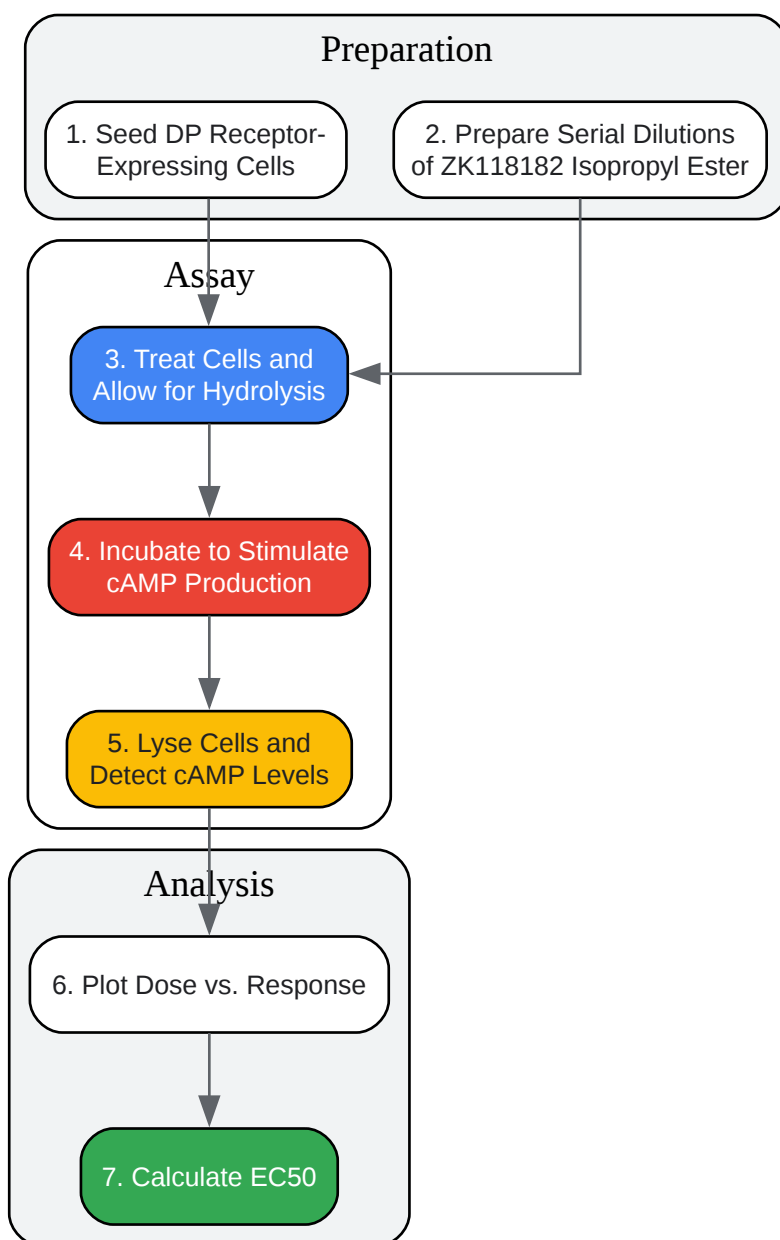 Preparation
1. Seed DP Receptor-
Expressing Cells
2. Prepare Serial Dilutions
of ZK118182 Isopropyl Ester
Assay
3. Treat Cells and
Allow for Hydrolysis
4. Incubate to Stimulate
cAMP Production
5. Lyse Cells and
Detect cAMP Levels
Analysis
6. Plot Dose vs. Response
7. Calculate EC50